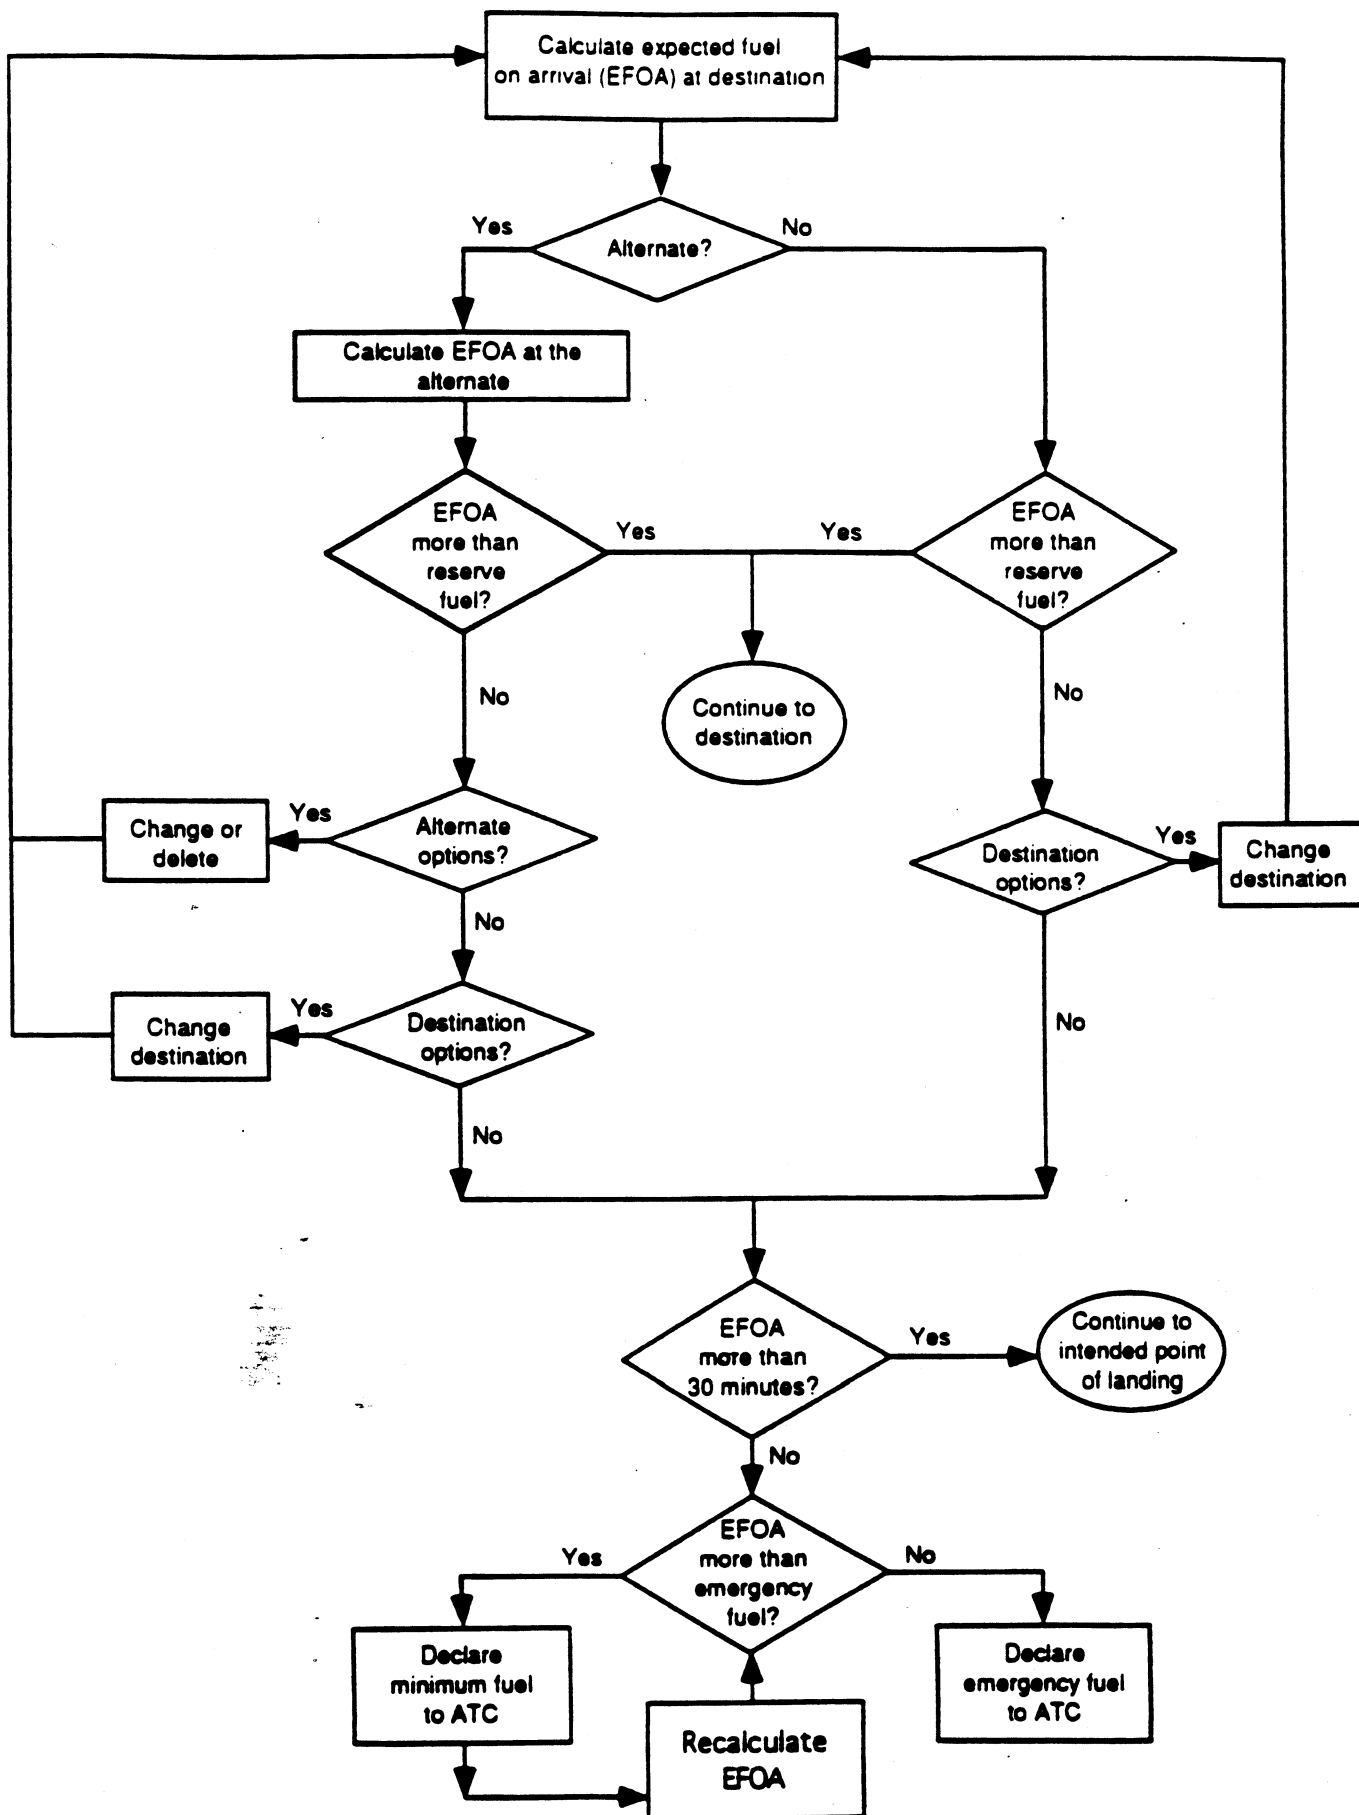 Calculate expected fuel
on arrival (EFOA) at destination
Yes
No
Alternate?
Calculate EFOA at the
alternate
EFOA
more than
reserve
fuel?
Yes
Yes
EFOA
more than
reserve
fuel?
No
Continue to
destination
No
Change or
delete
Yes
Alternate
options?
Destination
options?
Yes
Change
destination
No
Change
destination
Yes
Destination
options?
No
No
EFOA
more than
30 minutes?
Yes
Continue to
intended point
of landing
No
EFOA
more than
emergency
fuel?
Yes
No
Declare
minimum fuel
to ATC
Declare
emergency fuel
to ATC
Recalculate
EFOA